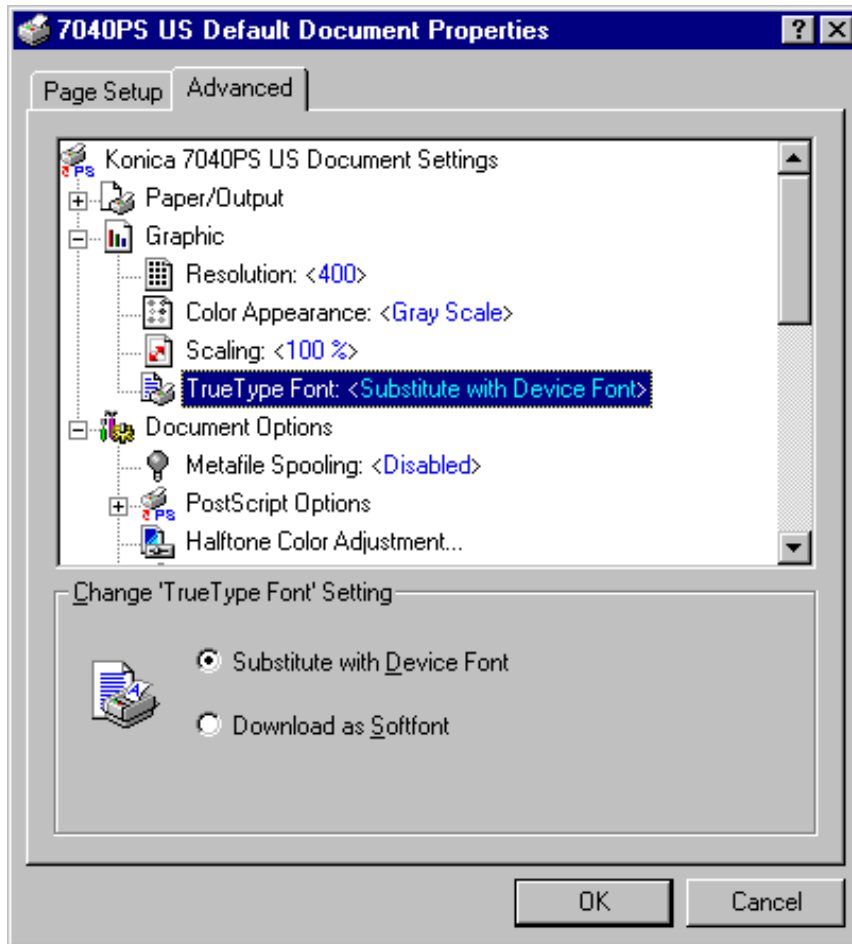 7040PS US Default Document Properties
Page Setup
Advanced
Konica 7040PS US Document Settings
Paper/Output
Graphic
Resolution: <400>
Color Appearance: <Gray Scale>
Scaling: <100 %>
TrueType Font: <Substitute with Device Font>
Document Options
Metafile Spooling: <Disabled>
PostScript Options
Halftone Color Adjustment...
Change 'TrueType Font' Setting
Substitute with Device Font
Download as Softfont
OK
Cancel